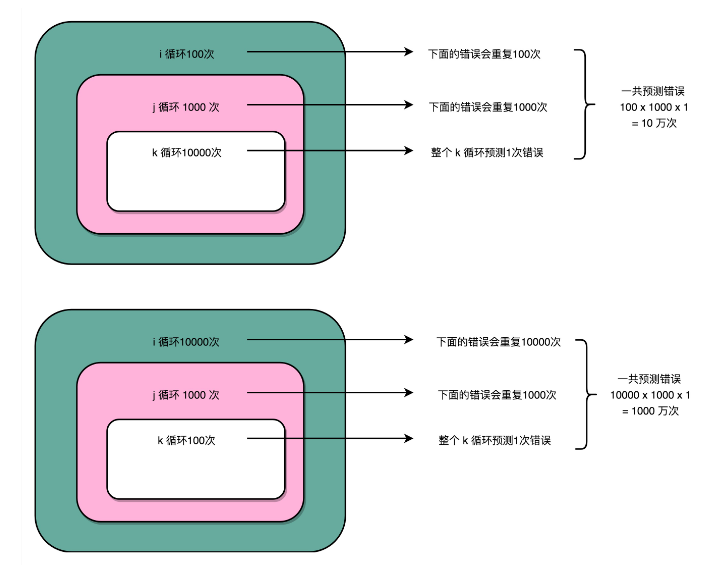 i 循环100次
下面的错误会重复100次
j 循环 1000 次
下面的错误会重复1000次
k 循环10000次
整个 k 循环预测1次错误
一共预测错误
100 x 1000 x 1
= 10 万次
i 循环10000次
下面的错误会重复10000次
j 循环 1000 次
下面的错误会重复1000次
k 循环100次
整个 k 循环预测1次错误
一共预测错误
10000 x 1000 x 1
= 1000 万次